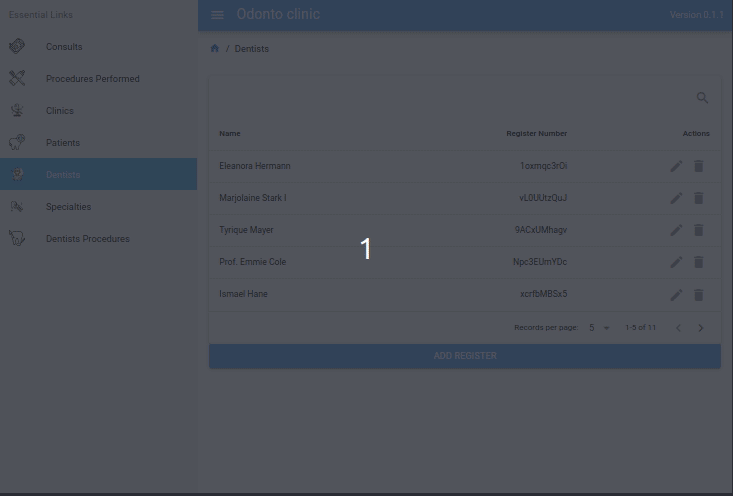 Essential Links
Odonto clinic
Version 0.1.1
Consults
Procedures Performed
Clinics
Patients
Dentists
Specialties
Dentists Procedures
/ Dentists
Name Register Number Actions
Eleanora Hermann 1oxmqc3rOi
Marjolaine Stark I vL0UUtzQuJ
Tyrique Mayer 9ACxUMhagv
Prof. Emmie Cole Npc3EUmYDc
Ismael Hane xcrfbMBSx5
1
Records per page: 5 1-5 of 11
ADD REGISTER